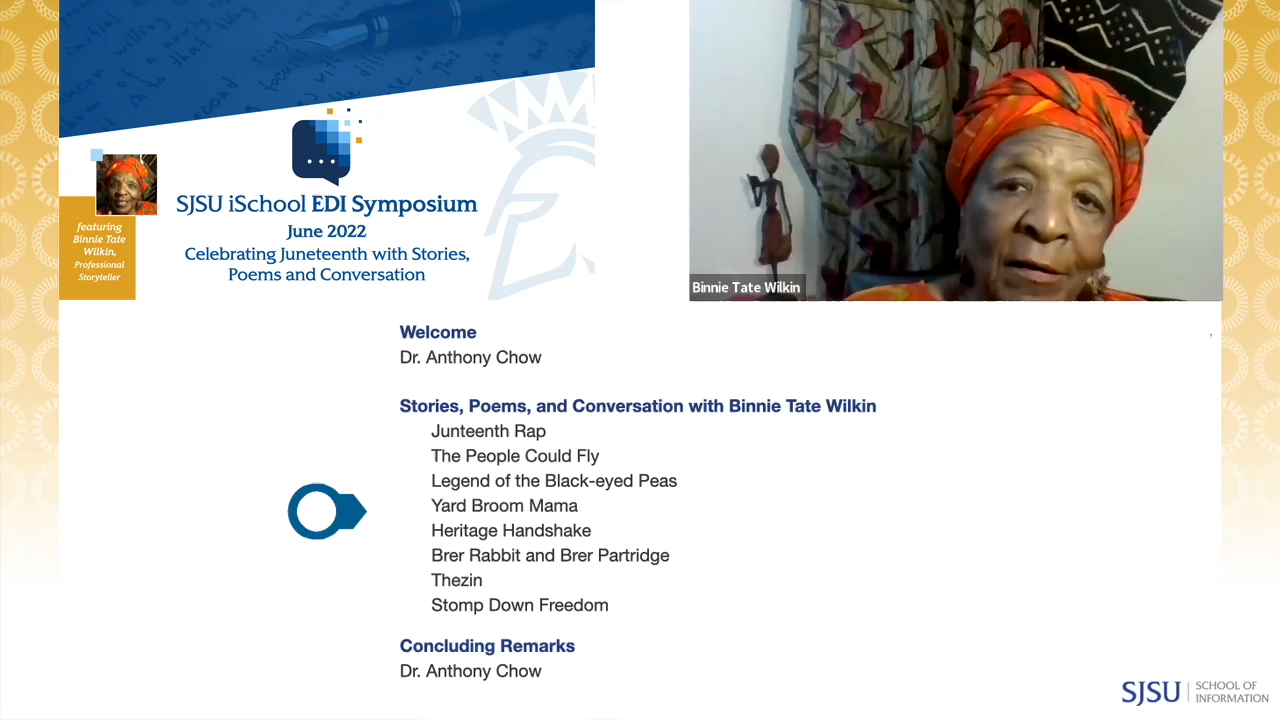 SJSU iSchool EDI Symposium
June 2022
Celebrating Juneteenth with Stories,
Poems and Conversation
featuring
Binnie Tate
Wilkin,
Professional
Storyteller
Binnie Tate Wilkin
Welcome
Dr. Anthony Chow
Stories, Poems, and Conversation with Binnie Tate Wilkin
Junteenth Rap
The People Could Fly
Legend of the Black-eyed Peas
Yard Broom Mama
Heritage Handshake
Brer Rabbit and Brer Partridge
Thezin
Stomp Down Freedom
Concluding Remarks
Dr. Anthony Chow
SJSU
SCHOOL OF
INFORMATION